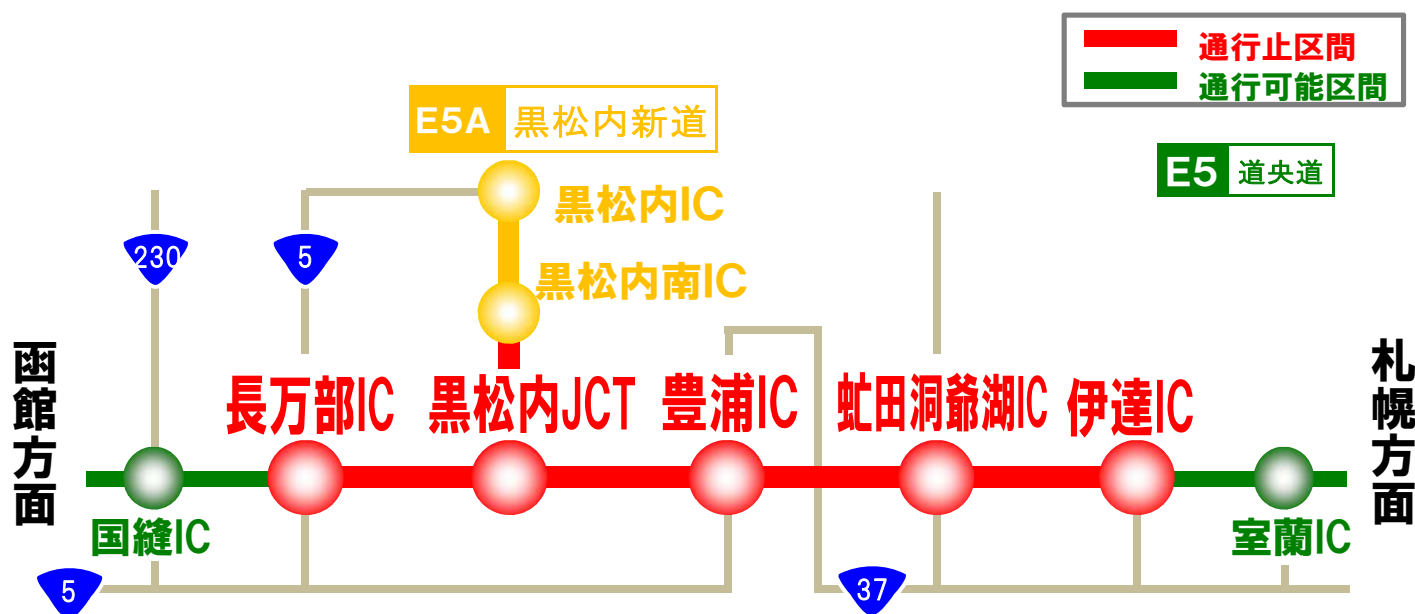 通行止区間
通行可能区間
E5A 黒松内新道
E5 道央道
黒松内IC
230
5
黒松内南IC
函館方面
札幌方面
長万部IC
黒松内JCT
豊浦IC
虻田洞爺湖IC
伊達IC
国縫IC
室蘭IC
5
37